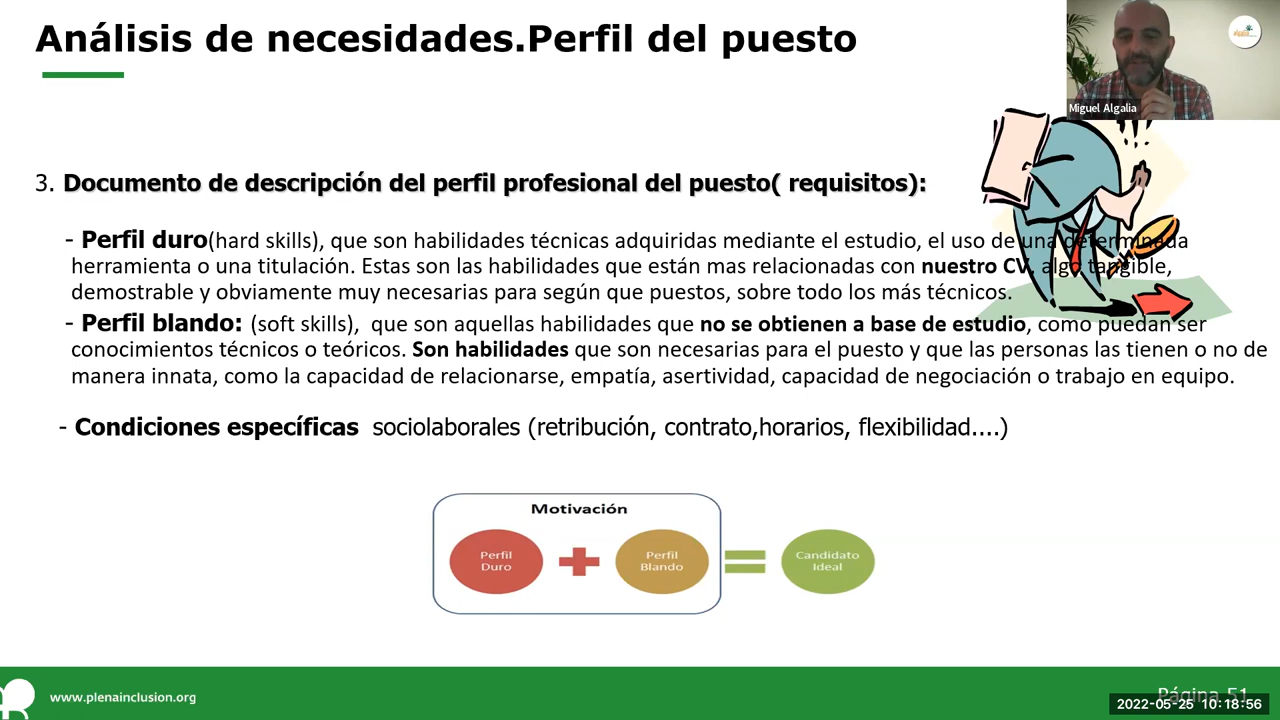 Análisis de necesidades.Perfil del puesto
Miguel Algalia
3. Documento de descripción del perfil profesional del puesto( requisitos):
- Perfil duro(hard skills), que son habilidades técnicas adquiridas mediante el estudio, el uso de una determinada
herramienta o una titulación. Estas son las habilidades que están mas relacionadas con nuestro CV, algo tangible,
demostrable y obviamente muy necesarias para según que puestos, sobre todo los más técnicos.
- Perfil blando: (soft skills), que son aquellas habilidades que no se obtienen a base de estudio, como puedan ser
conocimientos técnicos o teóricos. Son habilidades que son necesarias para el puesto y que las personas las tienen o no de
manera innata, como la capacidad de relacionarse, empatía, asertividad, capacidad de negociación o trabajo en equipo.
- Condiciones específicas sociolaborales (retribución, contrato,horarios, flexibilidad....)
Motivación
Perfil
Duro
Perfil
Blando
Candidato
Ideal
www.plenainclusion.org
Página 51
2022-05-25 10:18:56